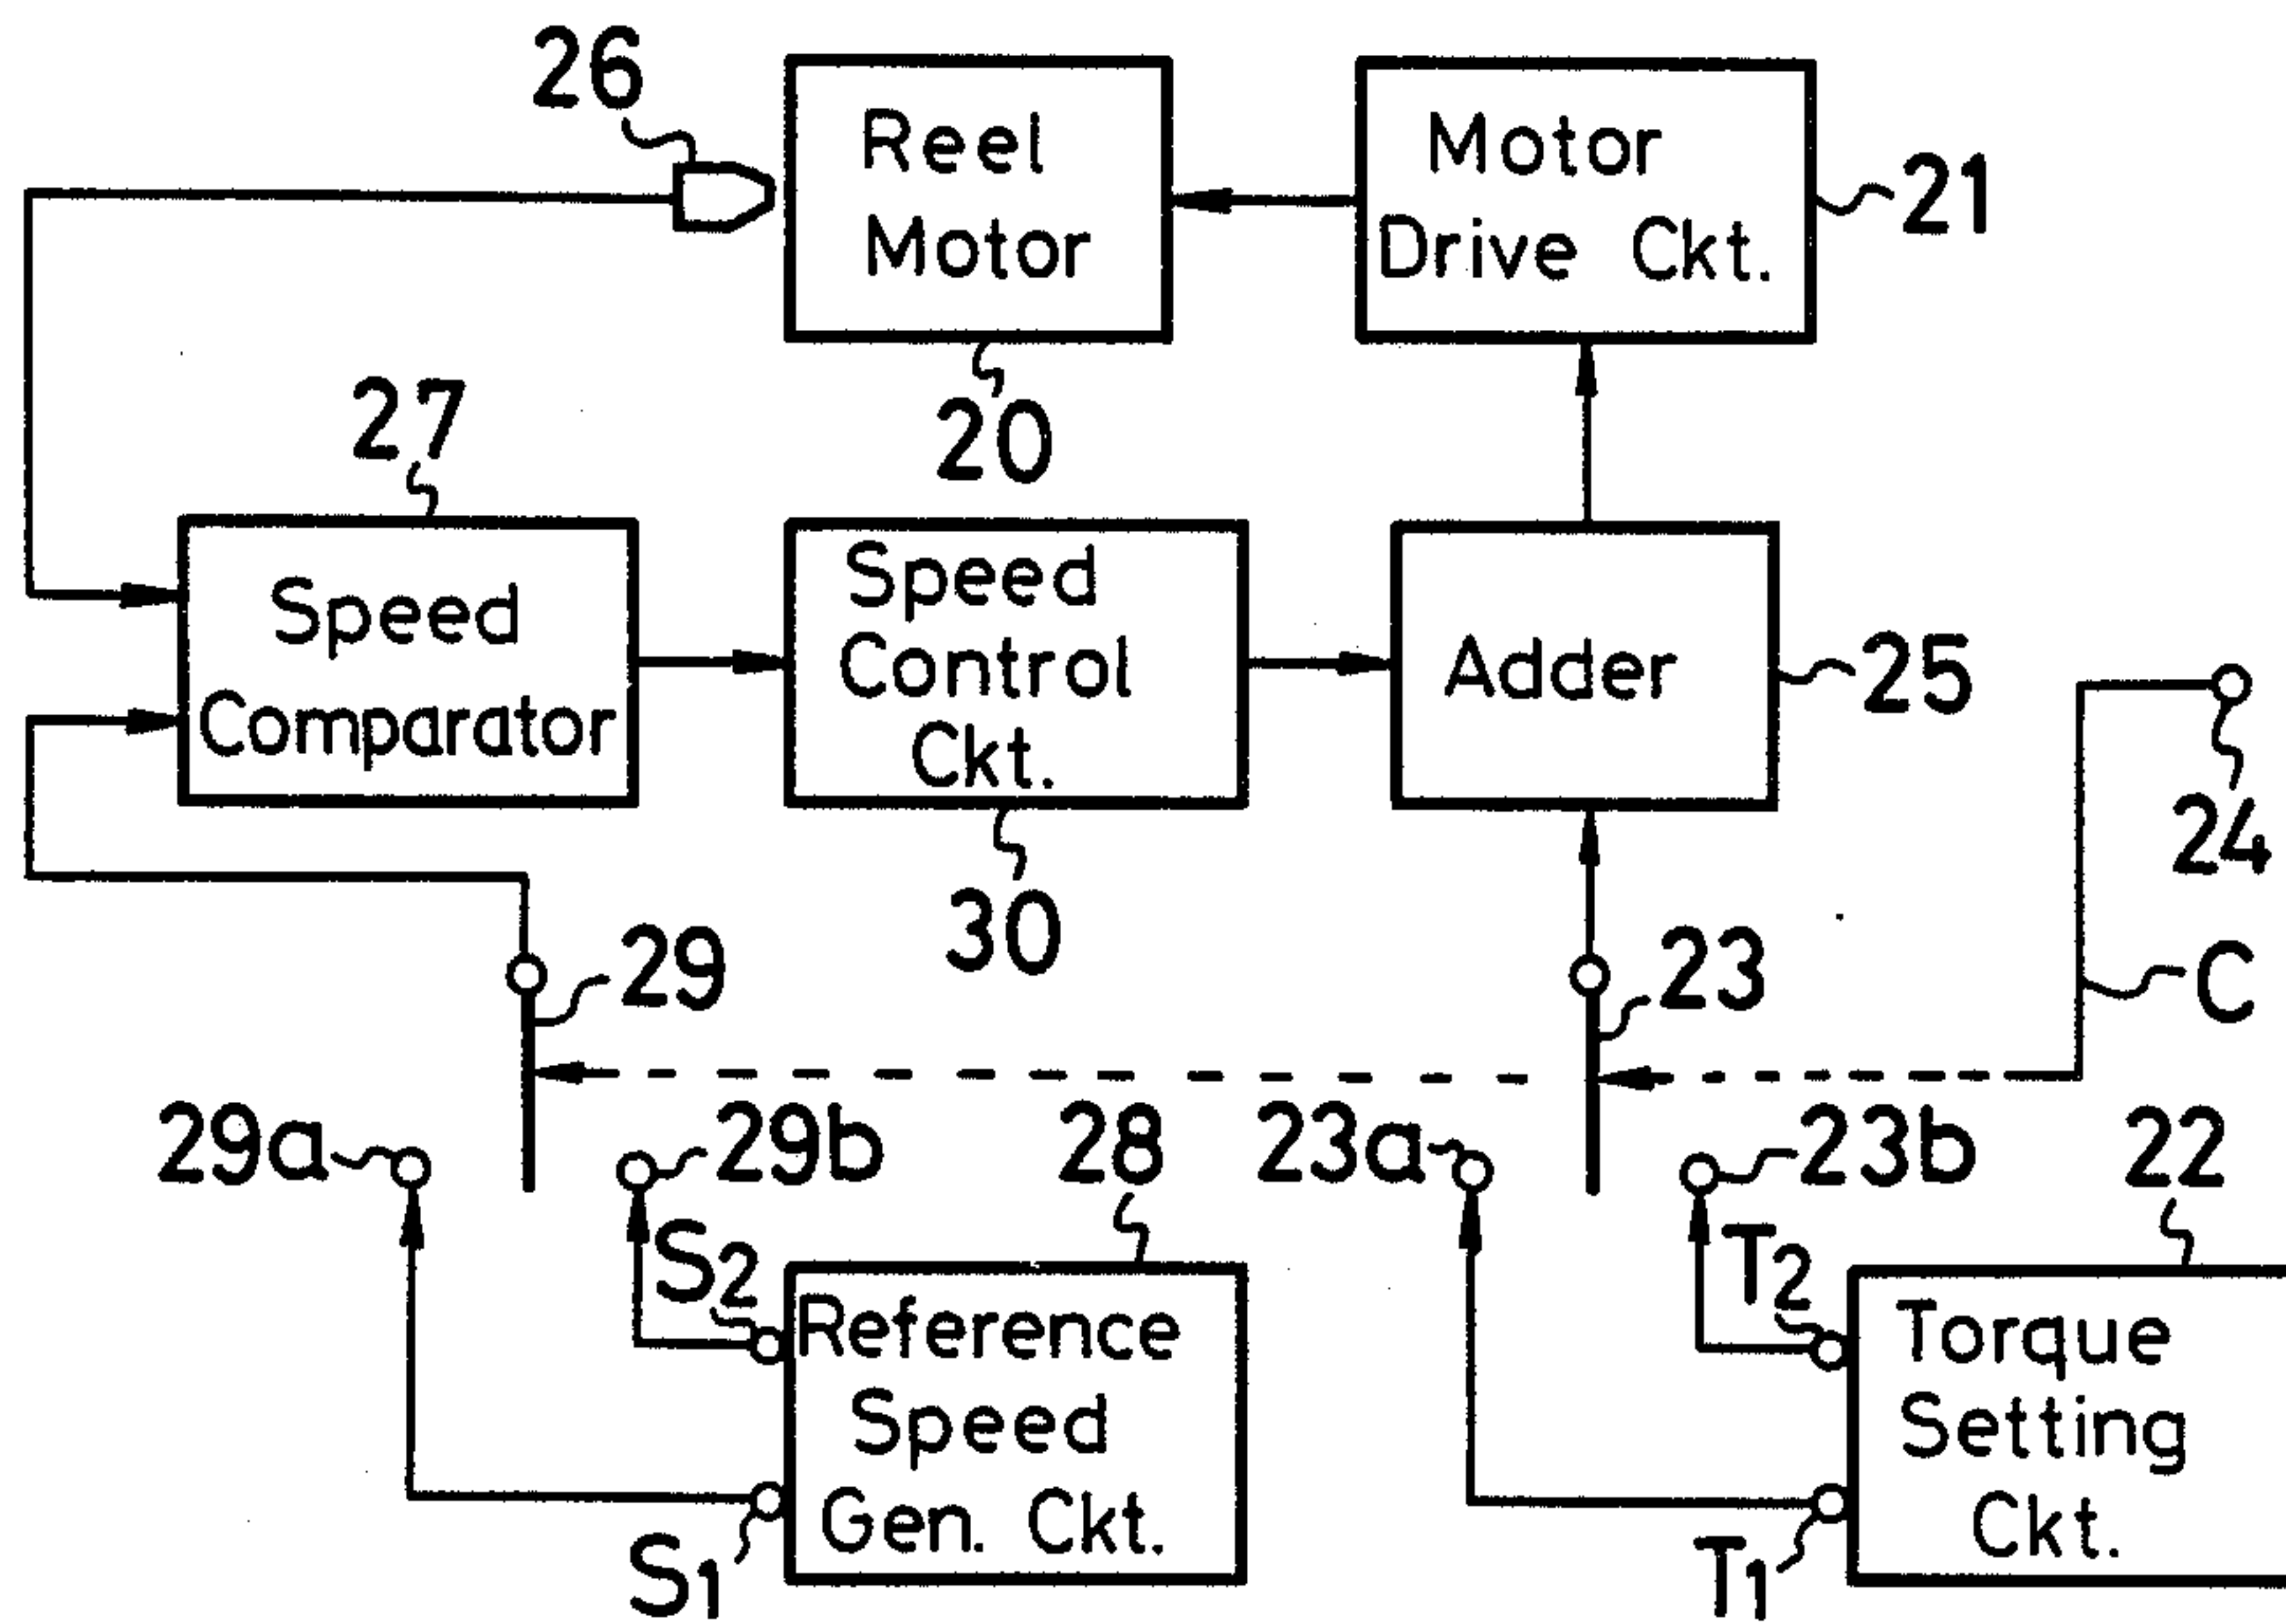 26
Reel
Motor
20
Motor
Drive Ckt.
21
27
Speed
Comparator
Speed
Control
Ckt.
30
Adder
25
24
C
29
23
29a
29b
28
23a
23b
22
S2
Reference
Speed
Gen. Ckt.
S1
T2
Torque
Setting
Ckt.
T1